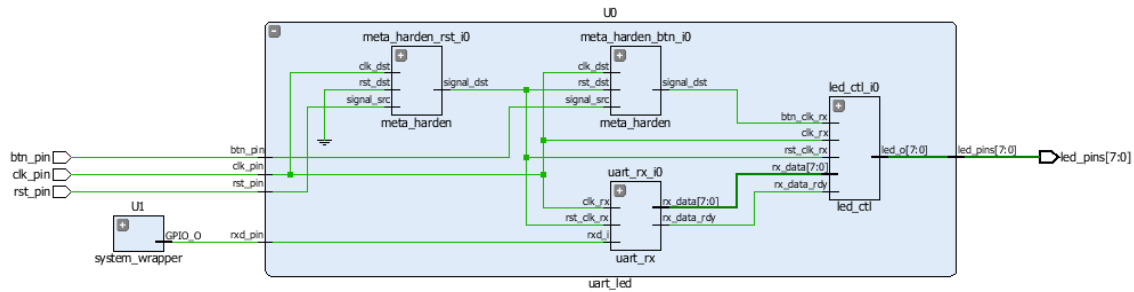 U0
meta_harden_rst_i0
clk_dst
rst_dst
signal_src
signal_dst
meta_harden
meta_harden_btn_i0
clk_dst
rst_dst
signal_src
signal_dst
meta_harden
led_ctl_i0
btn_clk_rx
clk_rx
rst_clk_rx
rx_data[7:0]
rx_data_rdy
led_o[7:0]
led_ctl
led_pins[7:0]
led_pins[7:0]
btn_pin
btn_pin
clk_pin
clk_pin
rst_pin
rst_pin
uart_rx_i0
clk_rx
rst_clk_rx
rxd_i
rx_data[7:0]
rx_data_rdy
uart_rx
U1
GPIO_O
system_wrapper
rxd_pin
uart_led